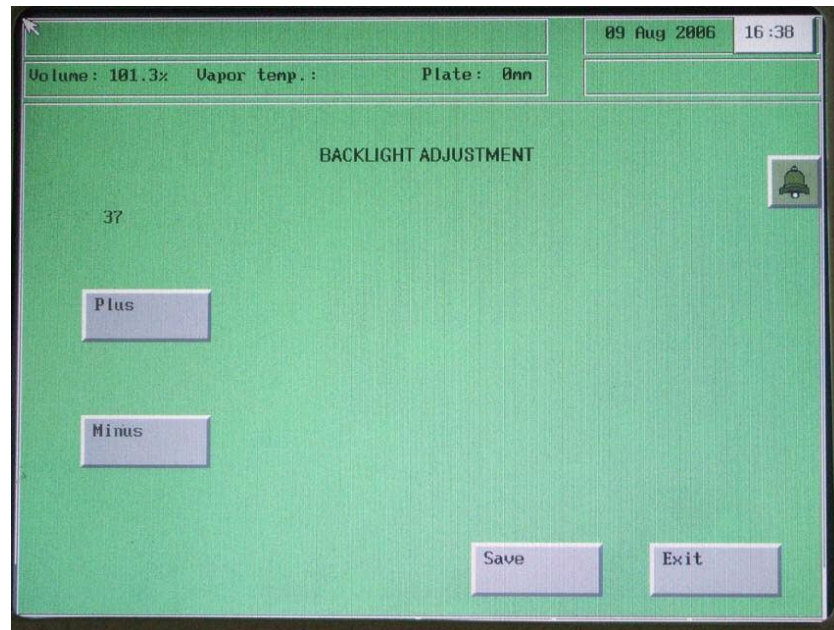 09 Aug 2006 16:38
Volume: 101.3% Vapor temp.: Plate: 0mm
BACKLIGHT ADJUSTMENT
37
Plus
Minus
Save Exit